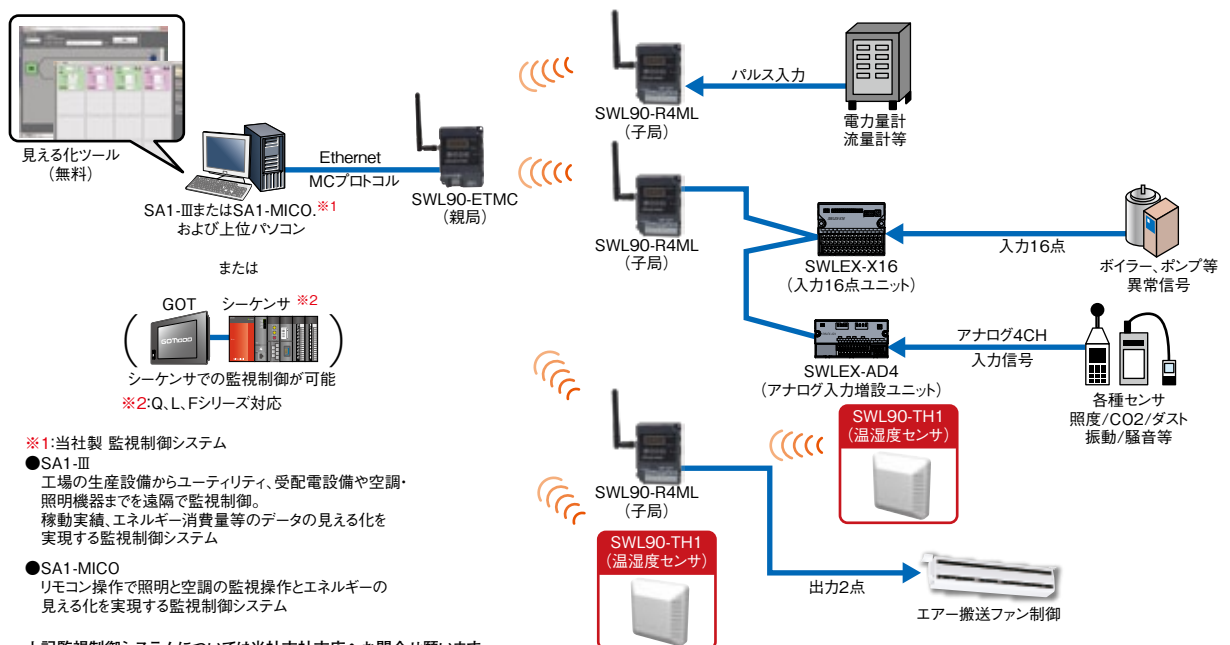 見える化ツール
(無料)
SA1-ⅢまたはSA1-MICO.※1
および上位パソコン
Ethernet
MCプロトコル
SWL90-ETMC
(親局)
または
GOT
シーケンサ ※2
シーケンサでの監視制御が可能
※2:Q、L、Fシリーズ対応
※1:当社製 監視制御システム
●SA1-Ⅲ
工場の生産設備からユーティリティ、受配電設備や空調・
照明機器までを遠隔で監視制御。
稼動実績、エネルギー消費量等のデータの見える化を
実現する監視制御システム
●SA1-MICO
リモコン操作で照明と空調の監視操作とエネルギーの
見える化を実現する監視制御システム
SWL90-R4ML
(子局)
パルス入力
電力量計
流量計等
SWL90-R4ML
(子局)
SWLEX-X16
(入力16点ユニット)
入力16点
ボイラー、ポンプ等
異常信号
SWLEX-AD4
(アナログ入力増設ユニット)
アナログ4CH
入力信号
各種センサ
照度/CO2/ダスト
振動/騒音等
SWL90-R4ML
(子局)
SWL90-TH1
(温湿度センサ)
SWL90-TH1
(温湿度センサ)
出力2点
エアー搬送ファン制御